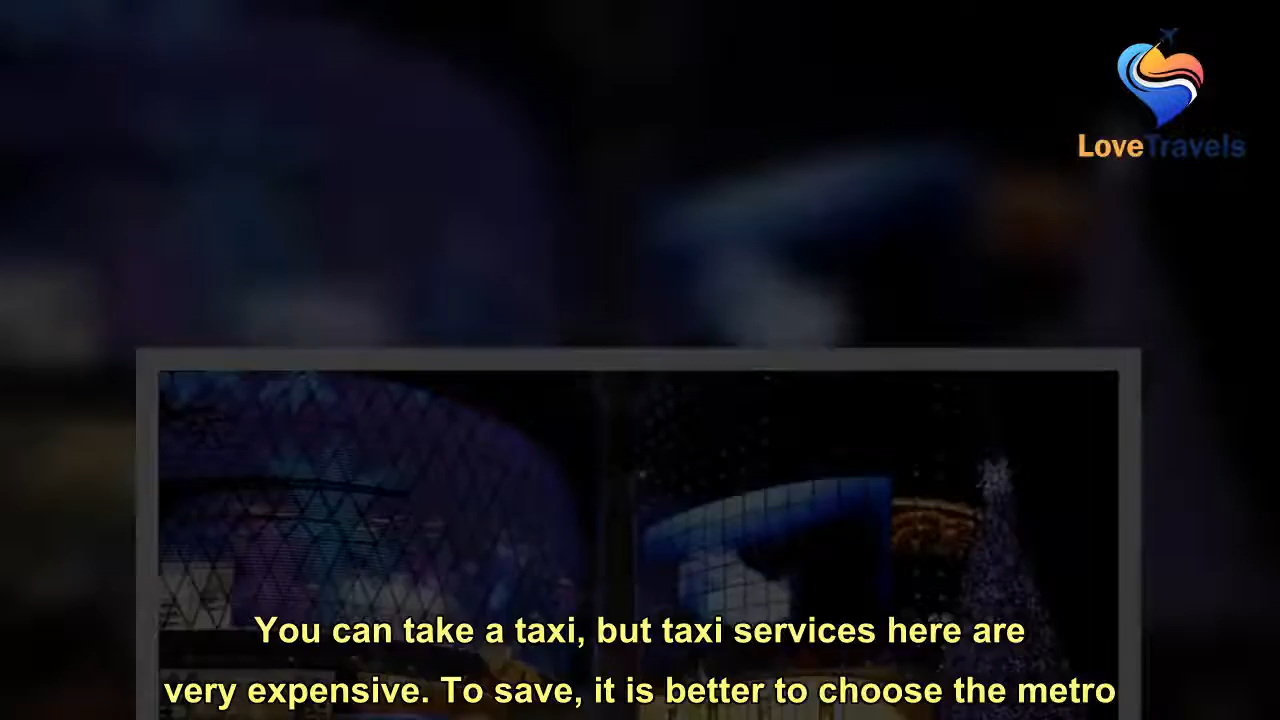 LoveTravels
You can take a taxi, but taxi services here are
very expensive. To save, it is better to choose the metro